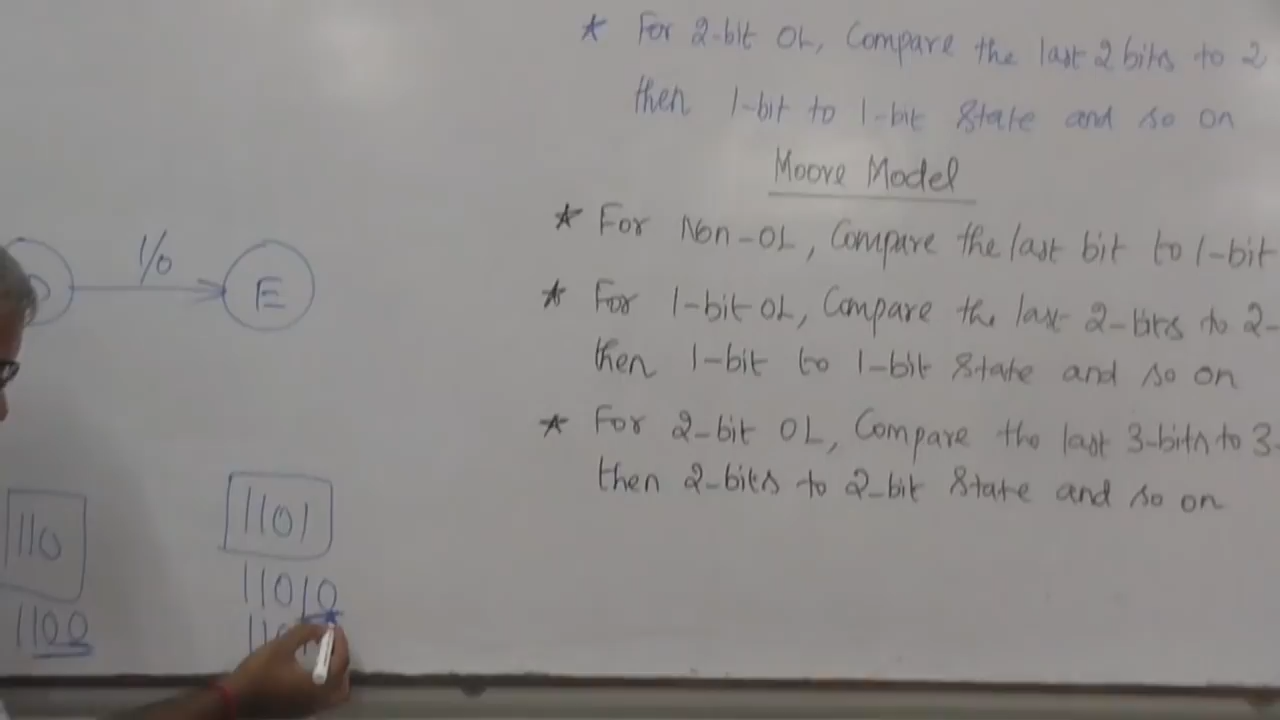 * For 2-bit OL, Compare the last 2 bits to 2
then 1-bit to 1-bit State and so on
Moore Model
* For Non-OL, Compare the last bit to 1-bit
* For 1-bit OL, Compare the last 2-bits to 2-
then 1-bit to 1-bit State and so on
* For 2-bit OL, Compare the last 3-bits to 3-
then 2-bits to 2-bit State and so on
1/0
D
E
110
1101
1100
11010